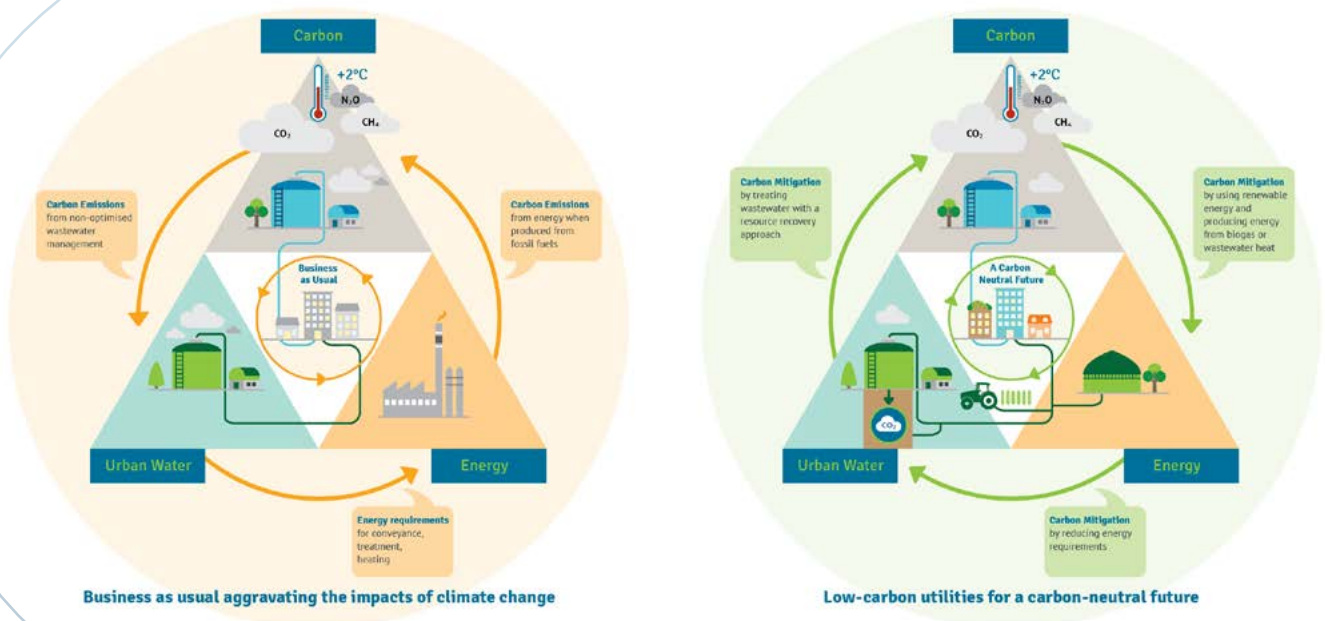 Carbon
+2°C
N₂O
CH₄
CO₂
Carbon Emissions
from non-optimised
wastewater
management
Carbon Emissions
from energy when
produced from
fossil fuels
Business
as Usual
Urban Water
Energy
Energy requirements
for conveyance,
treatment,
heating
Business as usual aggravating the impacts of climate change
Carbon
+2°C
N₂O
CH₄
CO₂
Carbon Mitigation
by treating
wastewater with a
resource recovery
approach
Carbon Mitigation
by using renewable
energy and
producing energy
from biogas or
wastewater heat
A Carbon
Neutral Future
CO₂
Urban Water
Energy
Carbon Mitigation
by reducing energy
requirements
Low-carbon utilities for a carbon-neutral future